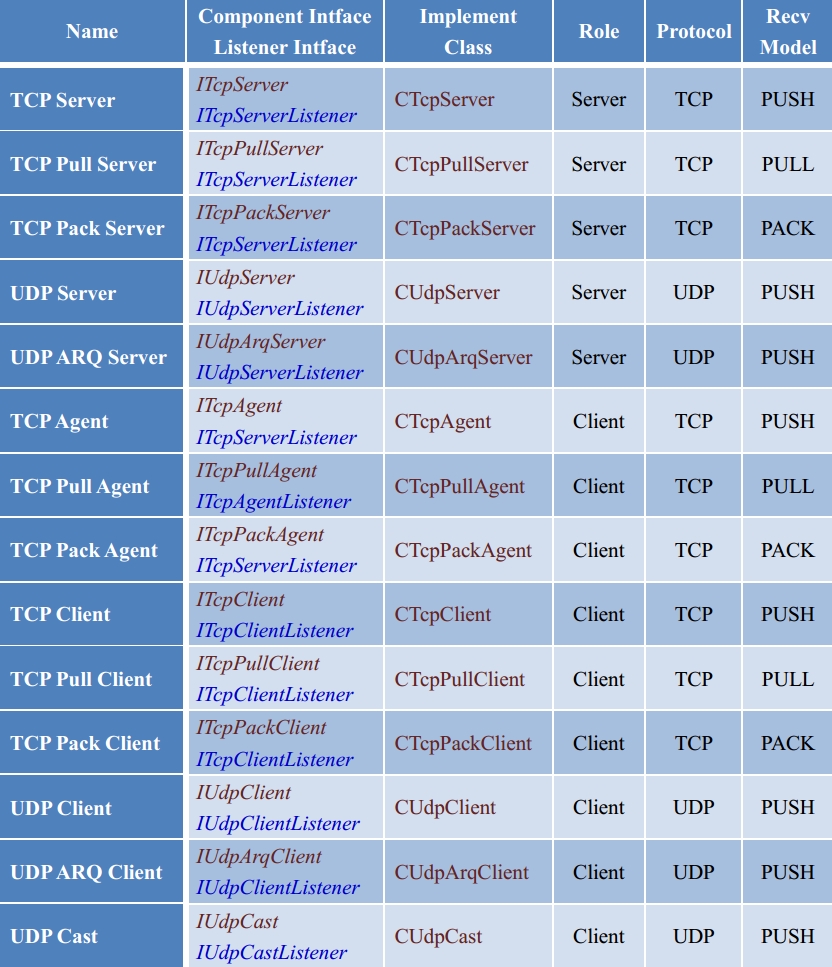 Name
Component Intface
Listener Intface
Implement
Class
Role
Protocol
Recv
Model
TCP Server
ITcpServer
ITcpServerListener
CTcpServer
Server
TCP
PUSH
TCP Pull Server
ITcpPullServer
ITcpServerListener
CTcpPullServer
Server
TCP
PULL
TCP Pack Server
ITcpPackServer
ITcpServerListener
CTcpPackServer
Server
TCP
PACK
UDP Server
IUdpServer
IUdpServerListener
CUdpServer
Server
UDP
PUSH
UDP ARQ Server
IUdpArqServer
IUdpServerListener
CUdpArqServer
Server
UDP
PUSH
TCP Agent
ITcpAgent
ITcpServerListener
CTcpAgent
Client
TCP
PUSH
TCP Pull Agent
ITcpPullAgent
ITcpAgentListener
CTcpPullAgent
Client
TCP
PULL
TCP Pack Agent
ITcpPackAgent
ITcpServerListener
CTcpPackAgent
Client
TCP
PACK
TCP Client
ITcpClient
ITcpClientListener
CTcpClient
Client
TCP
PUSH
TCP Pull Client
ITcpPullClient
ITcpClientListener
CTcpPullClient
Client
TCP
PULL
TCP Pack Client
ITcpPackClient
ITcpClientListener
CTcpPackClient
Client
TCP
PACK
UDP Client
IUdpClient
IUdpClientListener
CUdpClient
Client
UDP
PUSH
UDP ARQ Client
IUdpArqClient
IUdpClientListener
CUdpArqClient
Client
UDP
PUSH
UDP Cast
IUdpCast
IUdpCastListener
CUdpCast
Client
UDP
PUSH